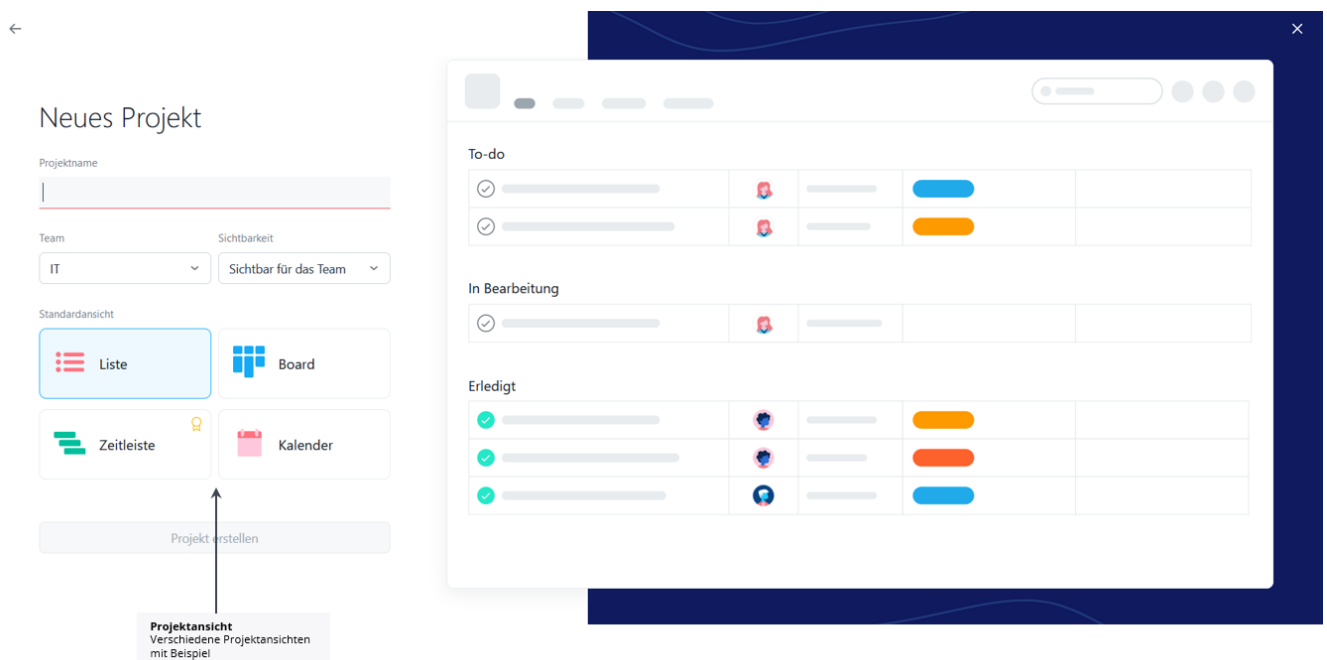 Neues Projekt
Projektname
Team
Sichtbarkeit
IT
Sichtbar für das Team
Standardansicht
Liste
Board
Zeitleiste
Kalender
Projekt erstellen
Projektansicht
Verschiedene Projektansichten
mit Beispiel
To-do
In Bearbeitung
Erledigt